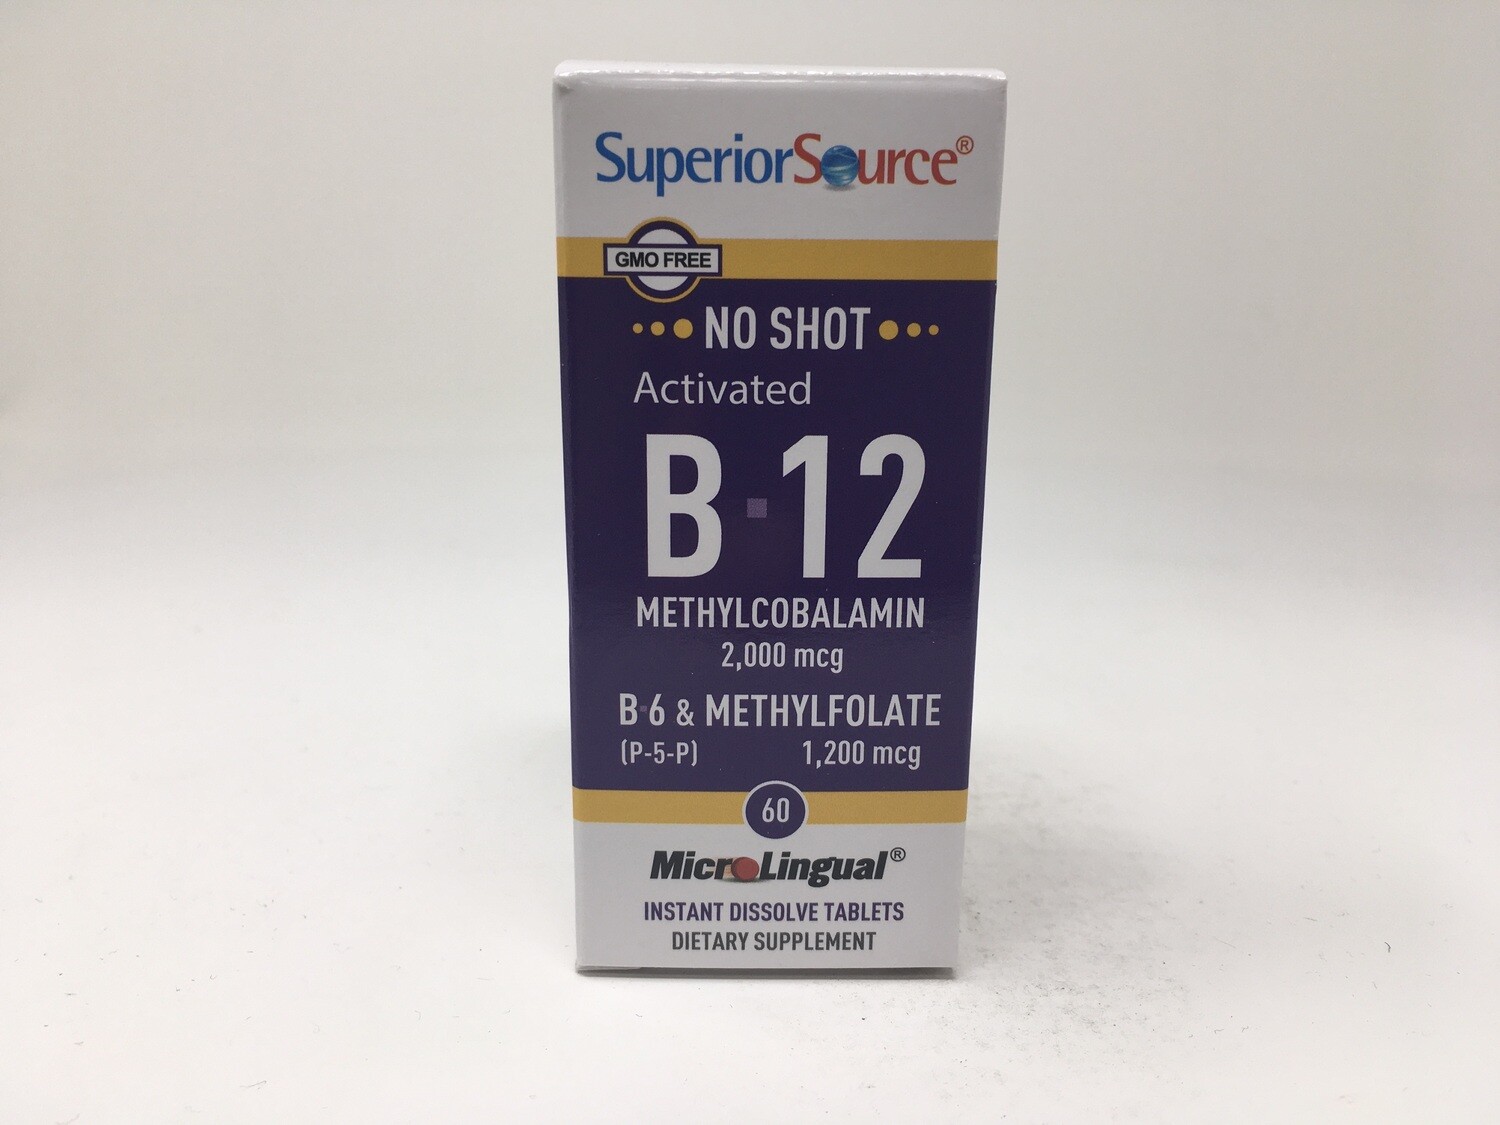 SuperiorSource®
GMO FREE
NO SHOT
Activated
B·12
METHYLCOBALAMIN
2,000 mcg
B·6 & METHYLFOLATE
(P-5-P) 1,200 mcg
60
MicroLingual®
INSTANT DISSOLVE TABLETS
DIETARY SUPPLEMENT